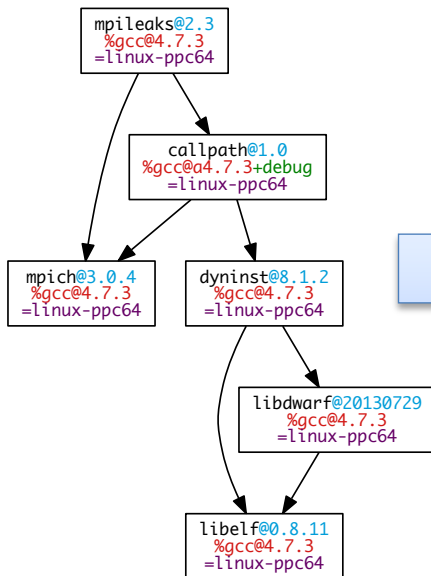 mpileaks@2.3
%gcc@4.7.3
=linux-ppc64
callpath@1.0
%gcc@a4.7.3+debug
=linux-ppc64
mpich@3.0.4
%gcc@4.7.3
=linux-ppc64
dyninst@8.1.2
%gcc@4.7.3
=linux-ppc64
libdwarf@20130729
%gcc@4.7.3
=linux-ppc64
libelf@0.8.11
%gcc@4.7.3
=linux-ppc64